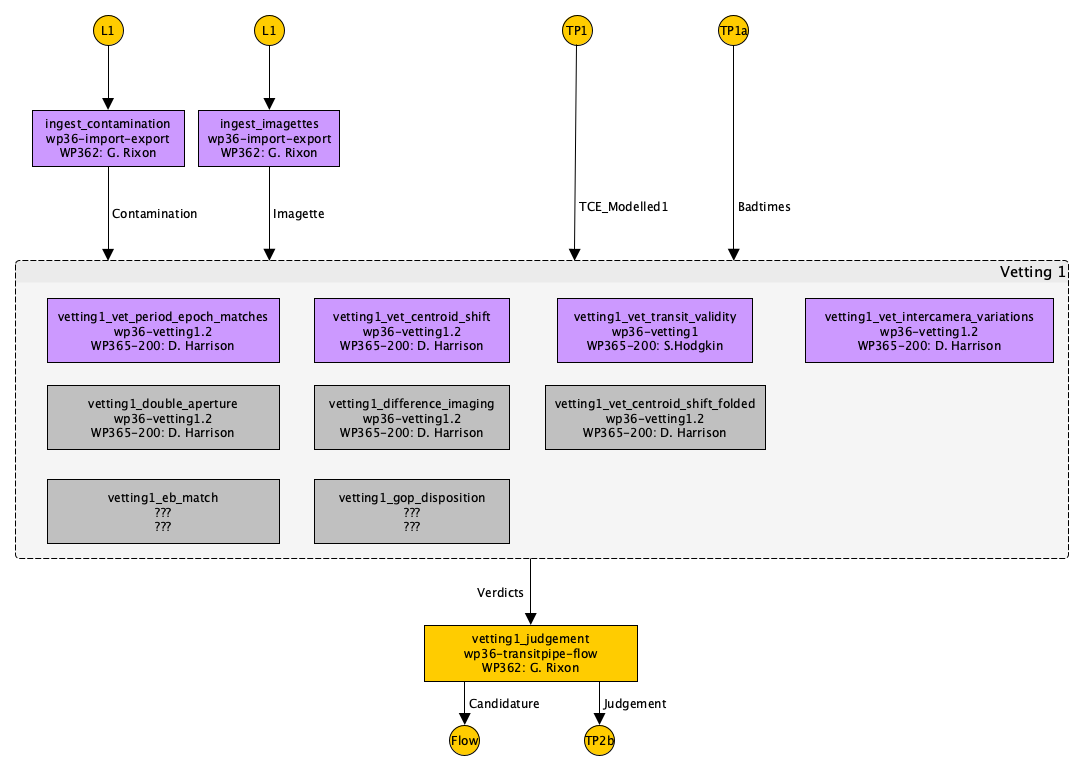 L1
L1
TP1
TP1a
ingest_contamination
wp36-import-export
WP362: G. Rixon
ingest_imagettes
wp36-import-export
WP362: G. Rixon
Contamination
Imagette
TCE_Modelled1
Badtimes
Vetting 1
vetting1_vet_period_epoch_matches
wp36-vetting1.2
WP365-200: D. Harrison
vetting1_vet_centroid_shift
wp36-vetting1.2
WP365-200: D. Harrison
vetting1_vet_transit_validity
wp36-vetting1
WP365-200: S.Hodgkin
vetting1_vet_intercamera_variations
wp36-vetting1.2
WP365-200: D. Harrison
vetting1_double_aperture
wp36-vetting1.2
WP365-200: D. Harrison
vetting1_difference_imaging
wp36-vetting1.2
WP365-200: D. Harrison
vetting1_vet_centroid_shift_folded
wp36-vetting1.2
WP365-200: D. Harrison
vetting1_eb_match
???
???
vetting1_gop_disposition
???
???
Verdicts
vetting1_judgement
wp36-transitpipe-flow
WP362: G. Rixon
Candidature
Judgement
Flow
TP2b